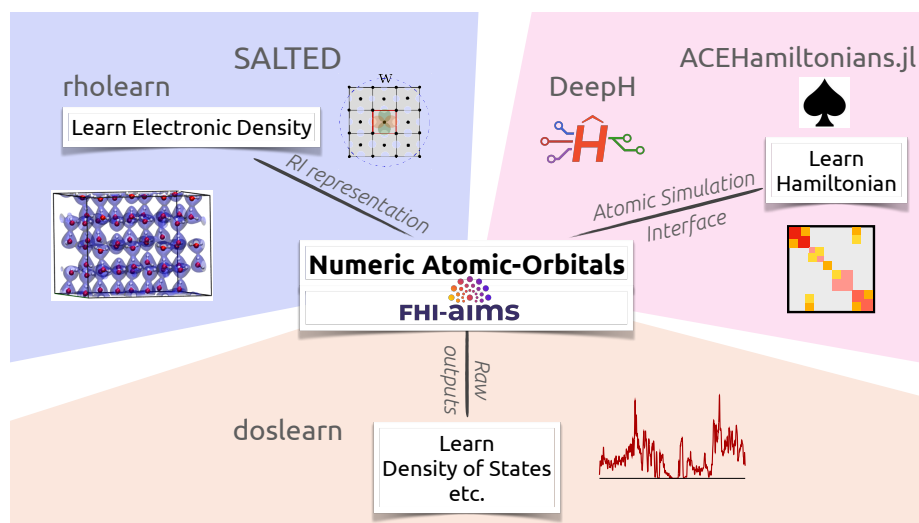 SALTED
rholearn
W
Learn Electronic Density
RI representation
ACEHamiltonians.jl
DeepH
H
Learn
Hamiltonian
Atomic Simulation
Interface
Numeric Atomic-Orbitals
FHI-aims
Raw
outputs
doslearn
Learn
Density of States
etc.